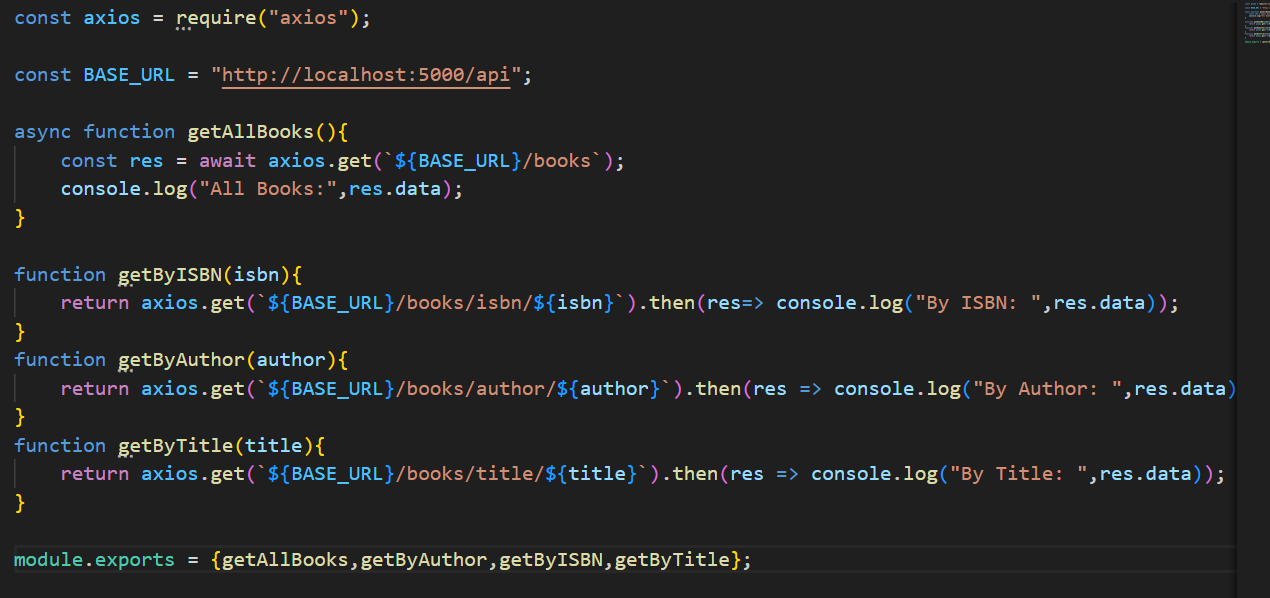 const axios = require("axios");
const BASE_URL = "http://localhost:5000/api";
async function getAllBooks(){
    const res = await axios.get(`${BASE_URL}/books`);
    console.log("All Books:",res.data);
}
function getByISBN(isbn){
    return axios.get(`${BASE_URL}/books/isbn/${isbn}`).then(res=> console.log("By ISBN: ",res.data));
}
function getByAuthor(author){
    return axios.get(`${BASE_URL}/books/author/${author}`).then(res => console.log("By Author: ",res.data)
}
function getByTitle(title){
    return axios.get(`${BASE_URL}/books/title/${title}`).then(res => console.log("By Title: ",res.data));
}
module.exports = {getAllBooks,getByAuthor,getByISBN,getByTitle};